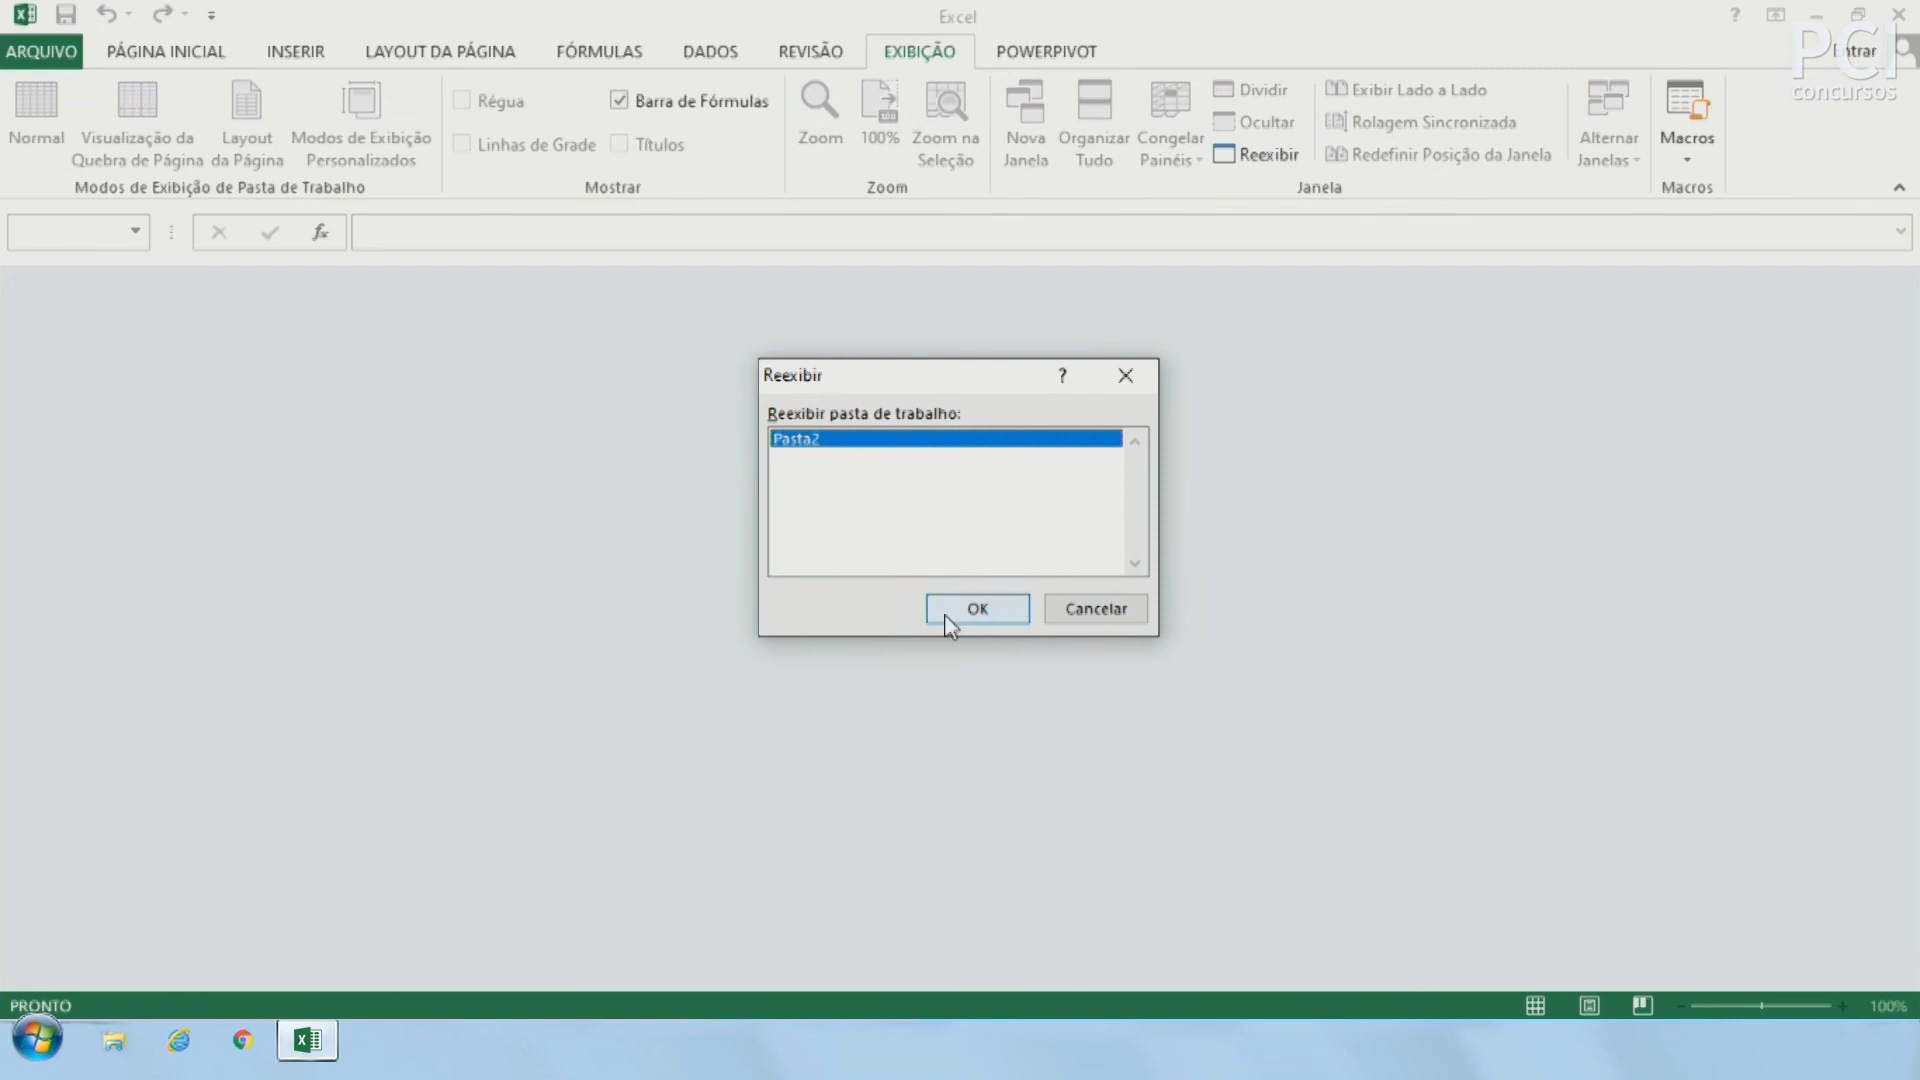 Excel
?
ARQUIVO PÁGINA INICIAL INSERIR LAYOUT DA PÁGINA FÓRMULAS DADOS REVISÃO EXIBIÇÃO POWERPIVOT Entrar
PCI
concursos
Normal
Visualização da
Quebra de Página
Layout
da Página
Modos de Exibição
Personalizados
Modos de Exibição de Pasta de Trabalho
Régua
Barra de Fórmulas
Linhas de Grade
Títulos
Mostrar
Zoom
100
100%
Zoom na
Seleção
Zoom
Nova
Janela
Organizar
Tudo
Congelar
Painéis
Dividir
Ocultar
Reexibir
Exibir Lado a Lado
Rolagem Sincronizada
Redefinir Posição da Janela
Alternar
Janelas
Janela
Macros
Macros
fx
Reexibir ?
Reexibir pasta de trabalho:
Pasta2
OK Cancelar
PRONTO
100%